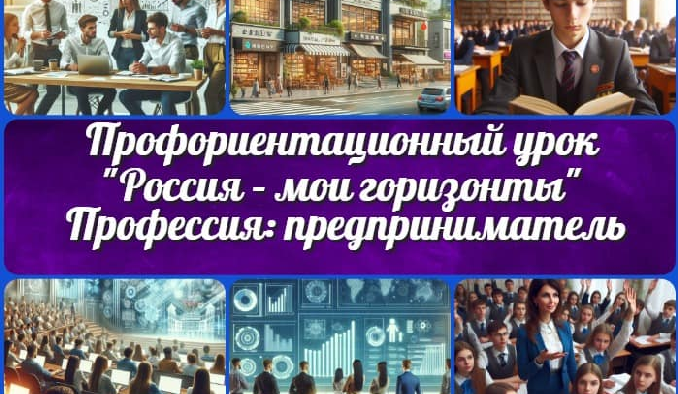 Профориентационный урок
"Россия - мои горизонты"
Профессия: предприниматель